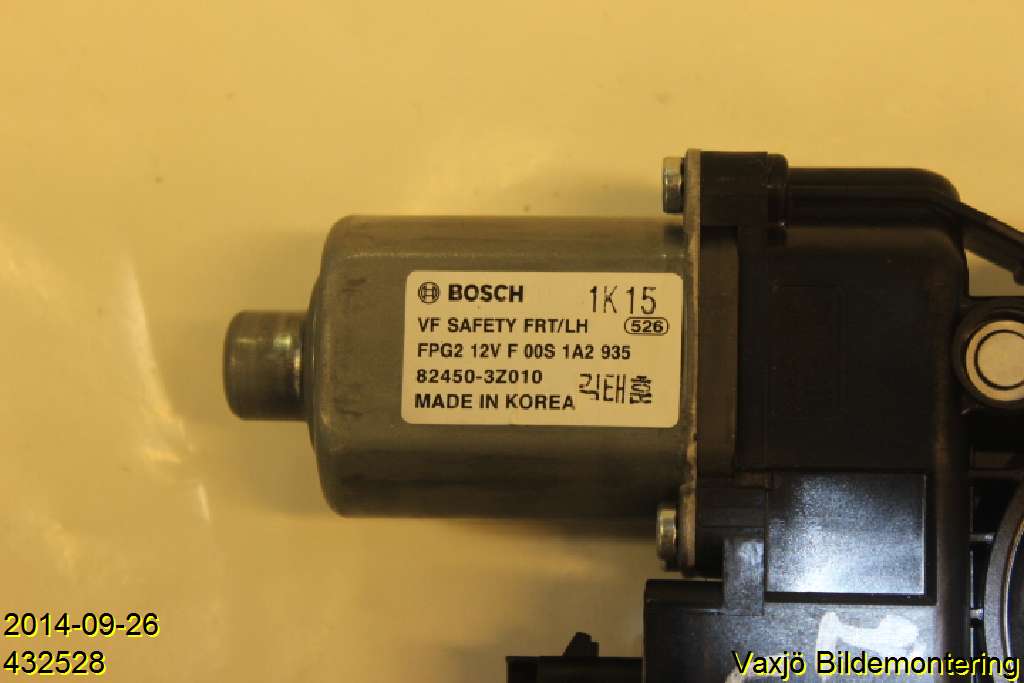 BOSCH 1K15
VF SAFETY FRT/LH 526
FPG2 12V F 00S 1A2 935
82450-3Z010
MADE IN KOREA
2014-09-26
432528
Vaxjö Bildemontering